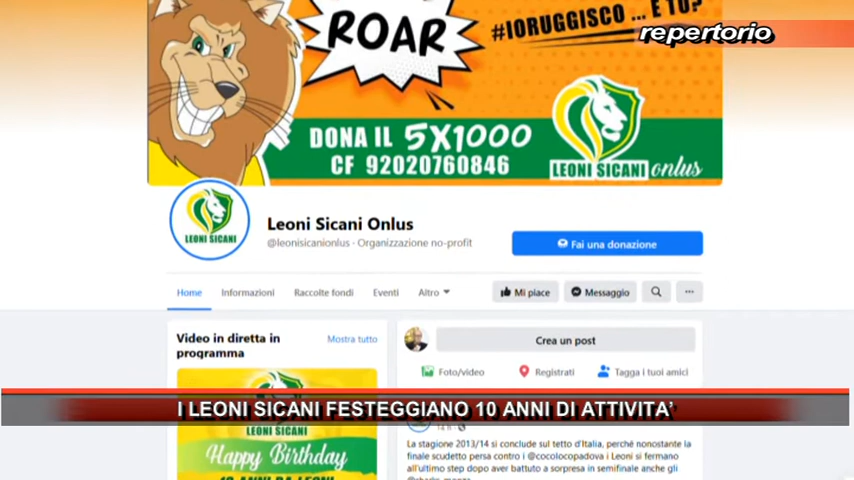 ROAR
#IORUGGISCO ... E TU?
repertorio
DONA IL 5X1000
CF 92020760846
LEONI SICANI onlus
LEONI SICANI
Leoni Sicani Onlus
@leonisicanionlus · Organizzazione no-profit
Fai una donazione
Home Informazioni Raccolte fondi Eventi Altro Mi piace Messaggio ...
Video in diretta in
programma
Mostra tutto
Crea un post
Foto/video Registrati Tagga i tuoi amici
I LEONI SICANI FESTEGGIANO 10 ANNI DI ATTIVITA'
LEONI SICANI
Happy Birthday
10 ANNI DA LEONI
La stagione 2013/14 si conclude sul tetto d'Italia, perché nonostante la
finale scudetto persa contro i @cocolocopadova i Leoni si fermano
all'ultimo step dopo aver battuto a sorpresa in semifinale anche gli